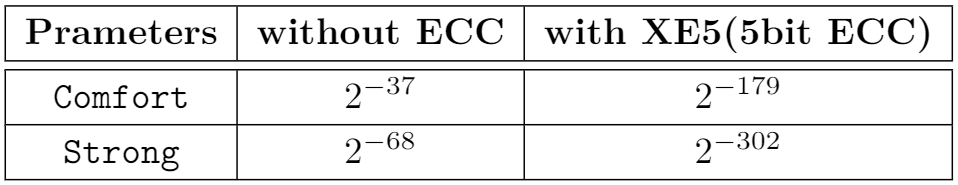 Prameters without ECC with XE5(5bit ECC)
Comfort 2^{-37} 2^{-179}
Strong 2^{-68} 2^{-302}